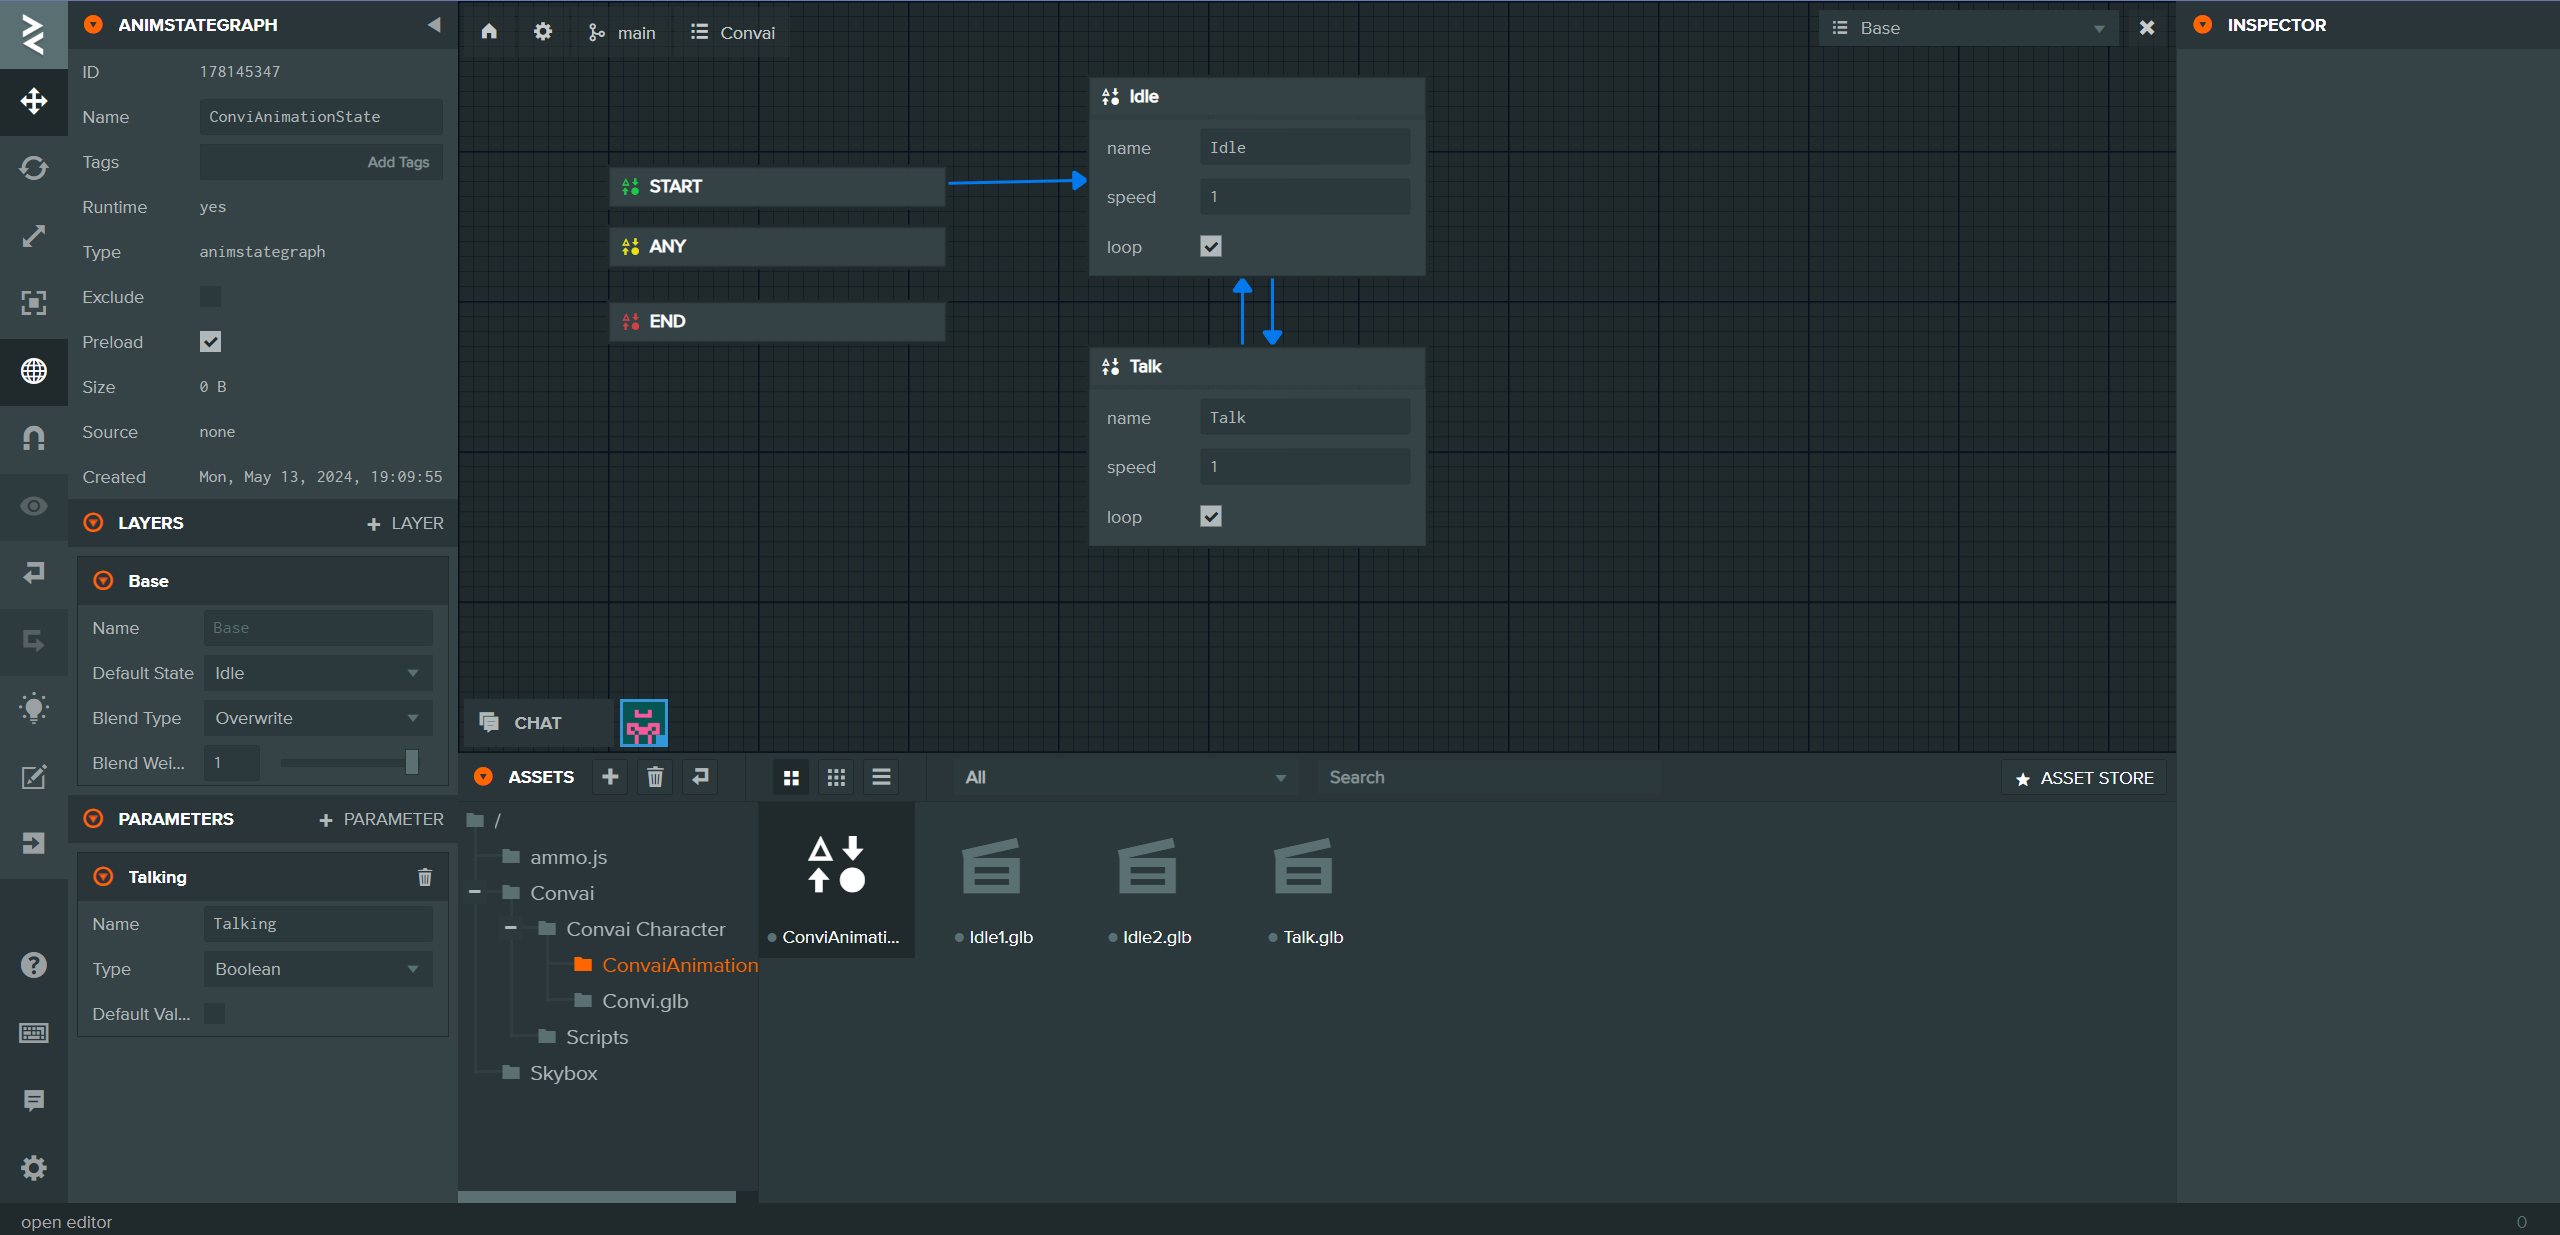 ANIMSTATEGRAPH
ID 178145347
Name ConviAnimationState
Tags Add Tags
Runtime yes
Type animstategraph
Exclude
Preload
Size 0 B
Source none
Created Mon, May 13, 2024, 19:09:55
LAYERS + LAYER
Base
Name Base
Default State Idle
Blend Type Overwrite
Blend Wei... 1
PARAMETERS + PARAMETER
Talking
Name Talking
Type Boolean
Default Val...
main
Convai
Base
START
ANY
END
Idle
name Idle
speed 1
loop
Talk
name Talk
speed 1
loop
CHAT
ASSETS
All
Search
ASSET STORE
/
ammo.js
Convai
Convai Character
ConvaiAnimation
Convi.glb
Scripts
Skybox
ConviAnimati...
Idle1.glb
Idle2.glb
Talk.glb
INSPECTOR
open editor
0